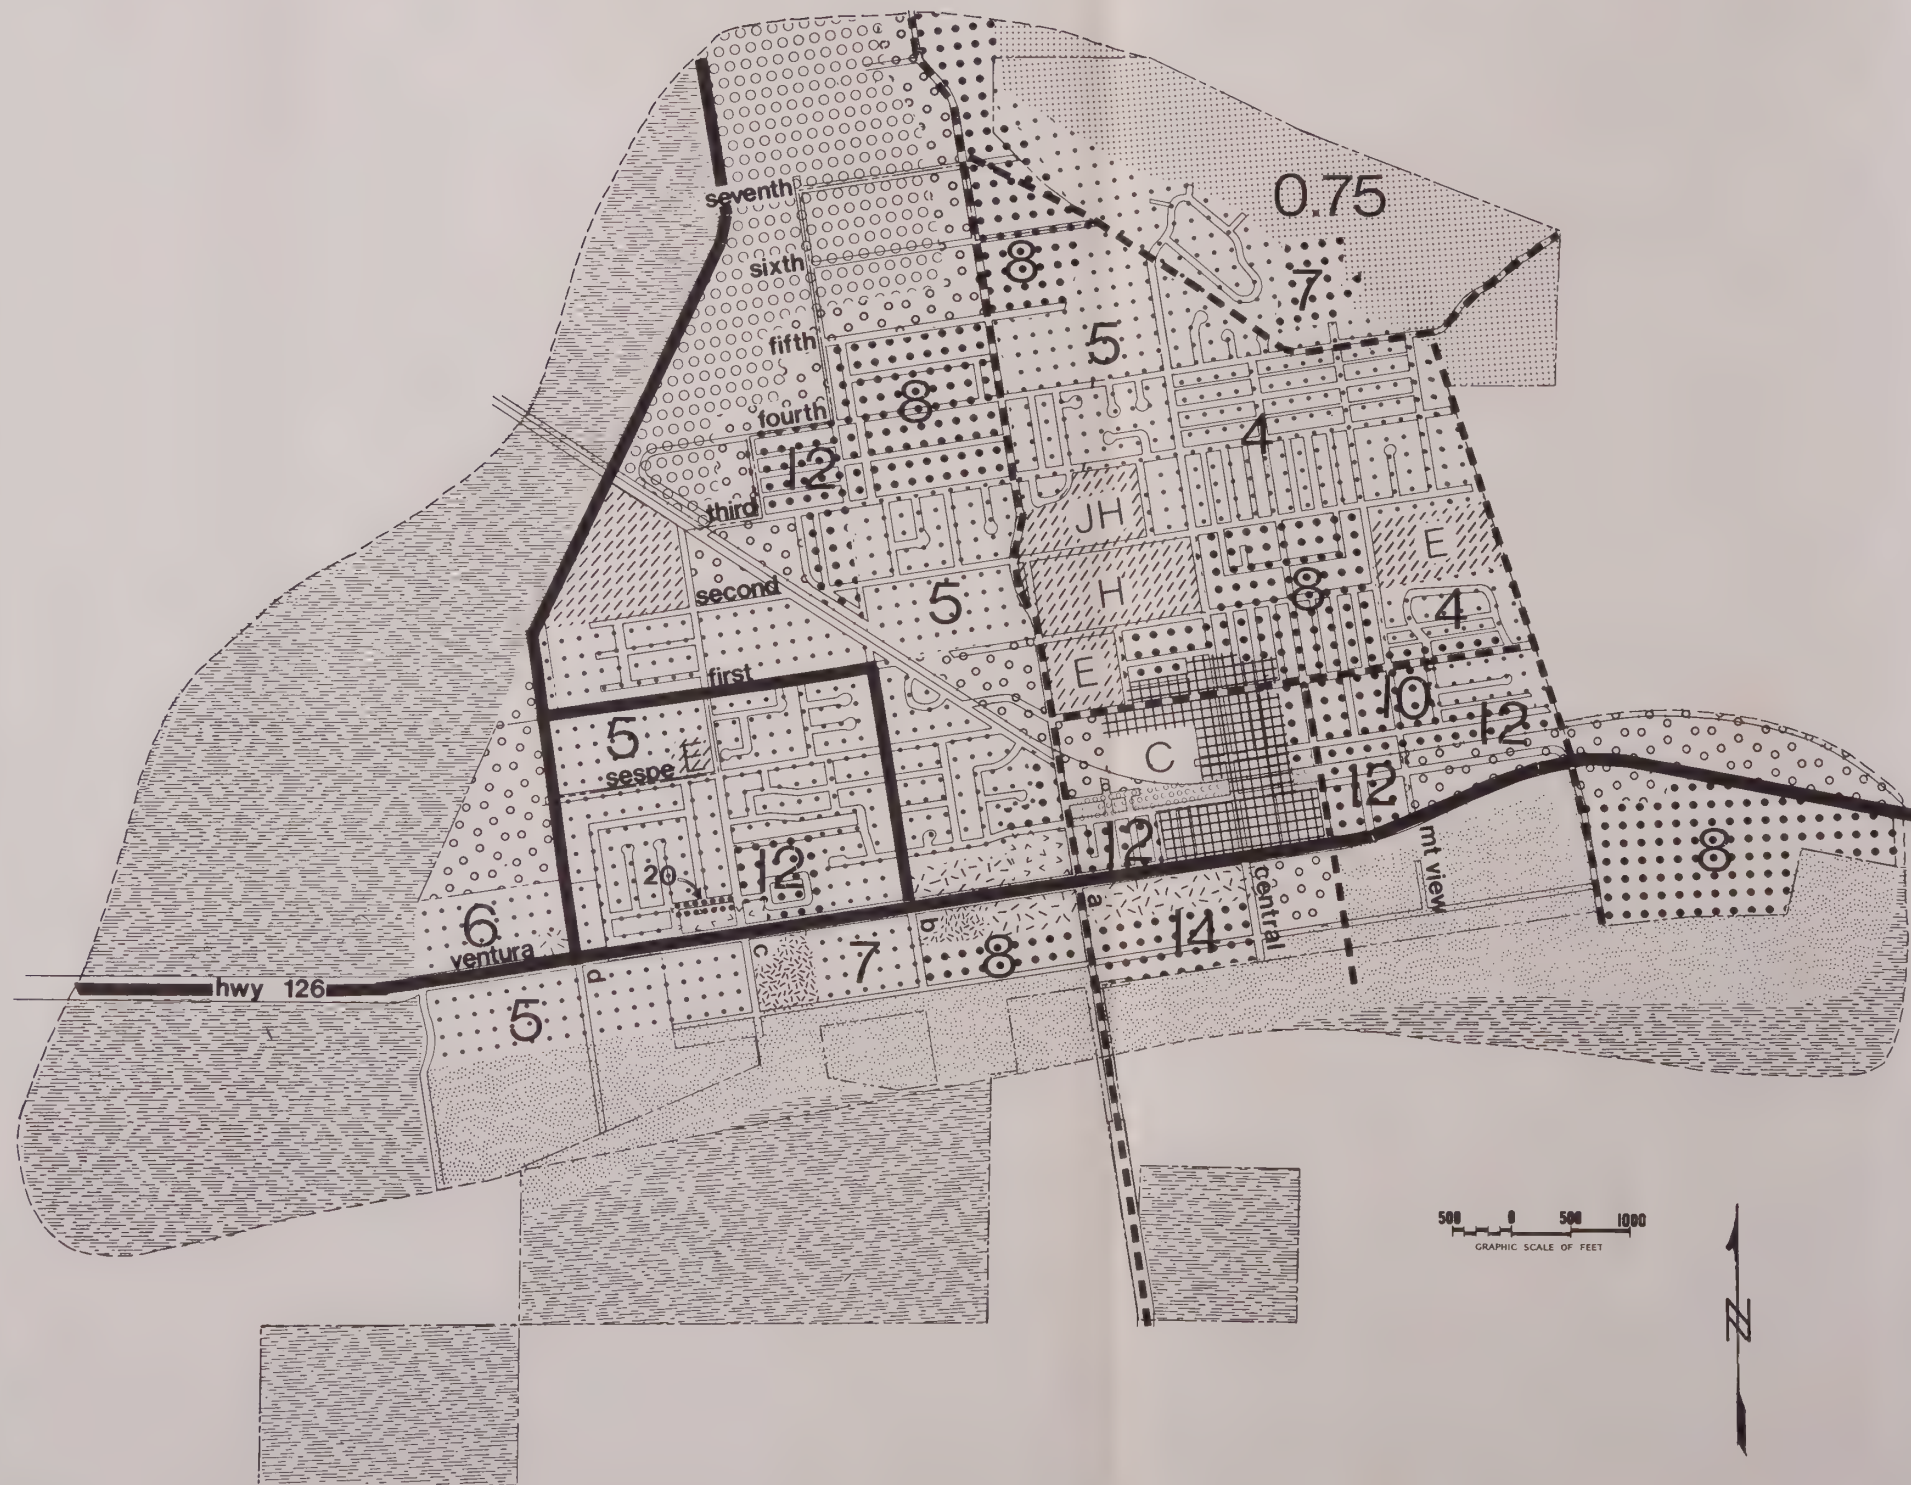 0.75
seventh
sixth
8
7
fifth
5
8
fourth
4
12
third
JH
E
second
8
H
5
4
E
first
10
5
12
C
sespe
12
12
mt view
8
12
20
central
a
6
b
14
ventura
c
7
8
d
hwy 126
5
500 0 500 1000
GRAPHIC SCALE OF FEET
E
N